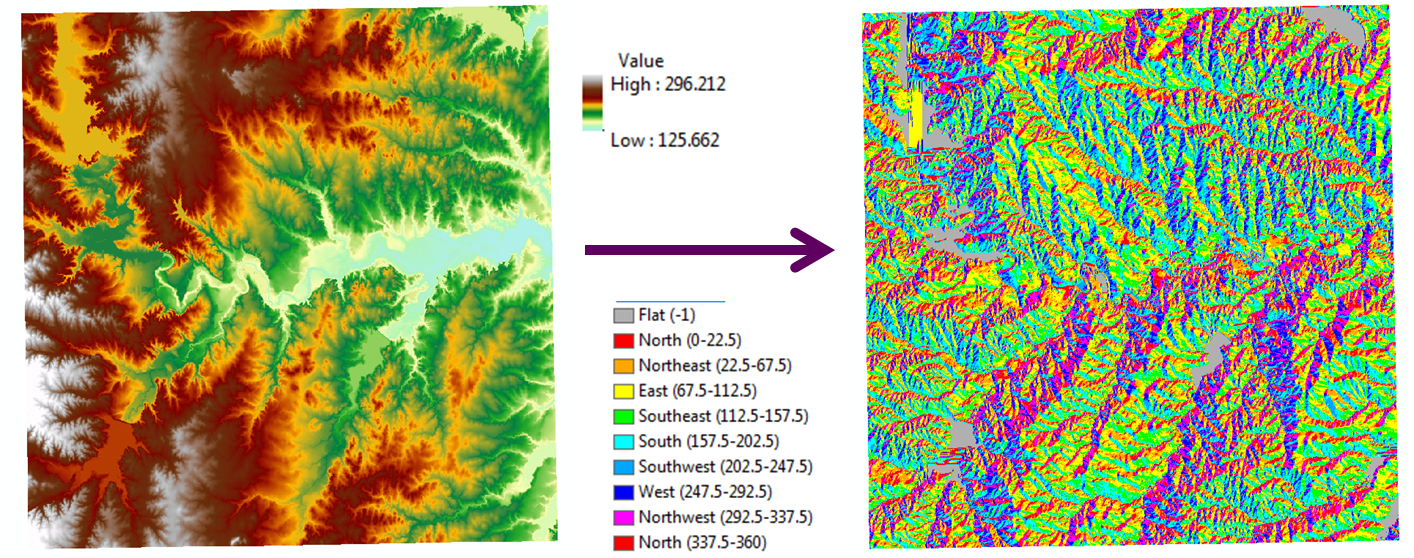 Value
High : 296.212
Low : 125.662
Flat (-1)
North (0-22.5)
Northeast (22.5-67.5)
East (67.5-112.5)
Southeast (112.5-157.5)
South (157.5-202.5)
Southwest (202.5-247.5)
West (247.5-292.5)
Northwest (292.5-337.5)
North (337.5-360)